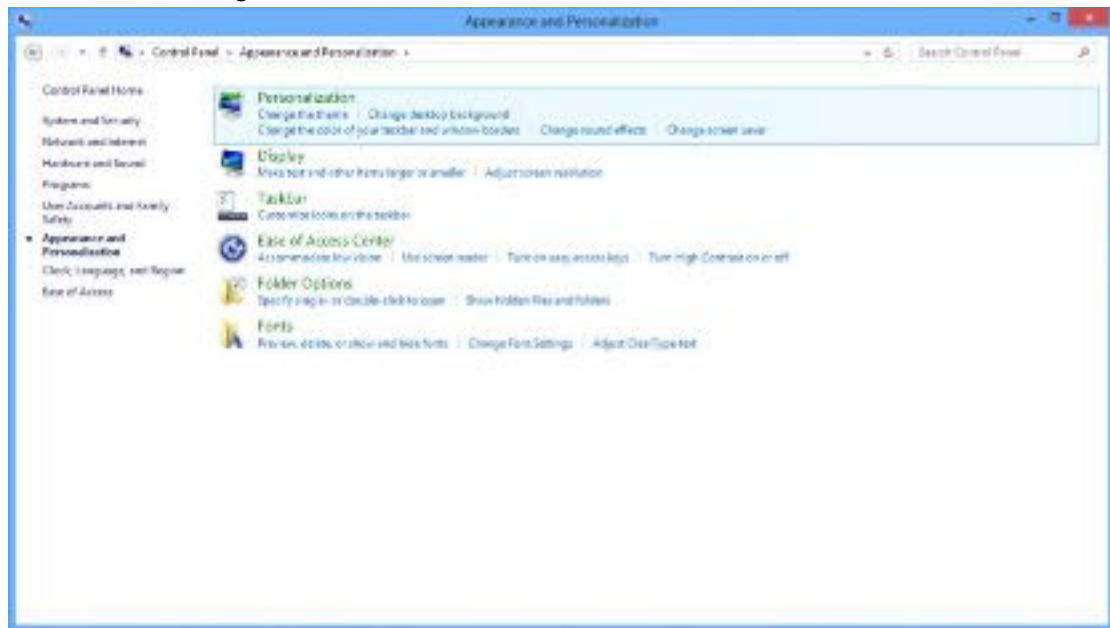 Appearance and Personalization
Control Panel
Appearance and Personalization
Search Control Panel
Control Panel Home
System and Security
Network and Internet
Hardware and Sound
Programs
User Accounts and Family
Safety
Appearance and
Personalization
Clock, Language, and Region
Ease of Access
Personalization
Change the theme
Change desktop background
Change the color of your taskbar and window borders
Change sound effects
Change screen saver
Display
Make text and other items larger or smaller
Adjust screen resolution
Taskbar
Customize icons on the taskbar
Ease of Access Center
Accommodate low vision
Use screen reader
Turn on easy access keys
Turn High Contrast on or off
Folder Options
Specify single- or double-click to open
Show hidden files and folders
Fonts
Preview, delete, or show and hide fonts
Change Font Settings
Adjust ClearType text